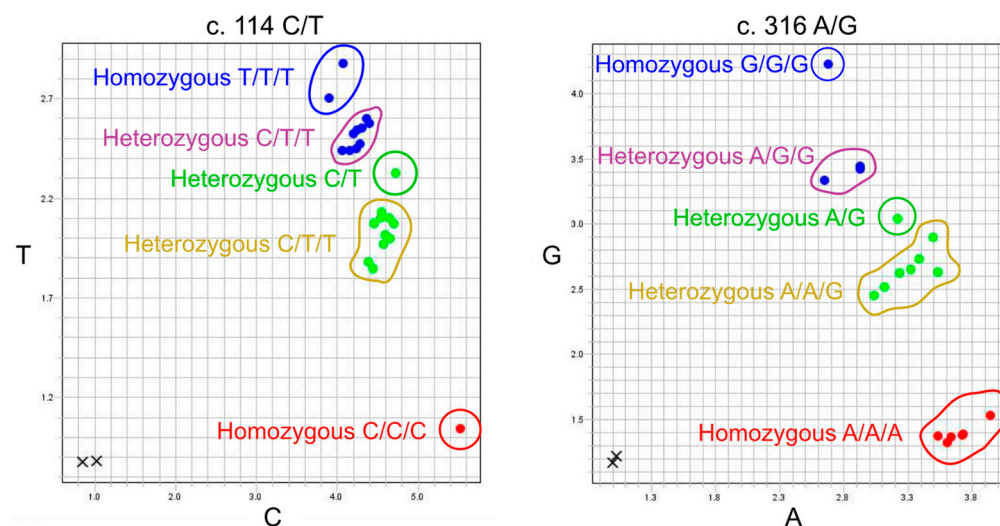 c. 114 C/T
Homozygous T/T/T
2.7
Heterozygous C/T/T
Heterozygous C/T
2.2
Heterozygous C/T/T
T
1.7
1.2
Homozygous C/C/C
1.0 2.0 3.0 4.0 5.0
C
c. 316 A/G
Homozygous G/G/G
4.0
3.5
Heterozygous A/G/G
Heterozygous A/G
3.0
G
Heterozygous A/A/G
2.5
2.0
1.5
Homozygous A/A/A
1.3 1.8 2.3 2.8 3.3 3.8
A